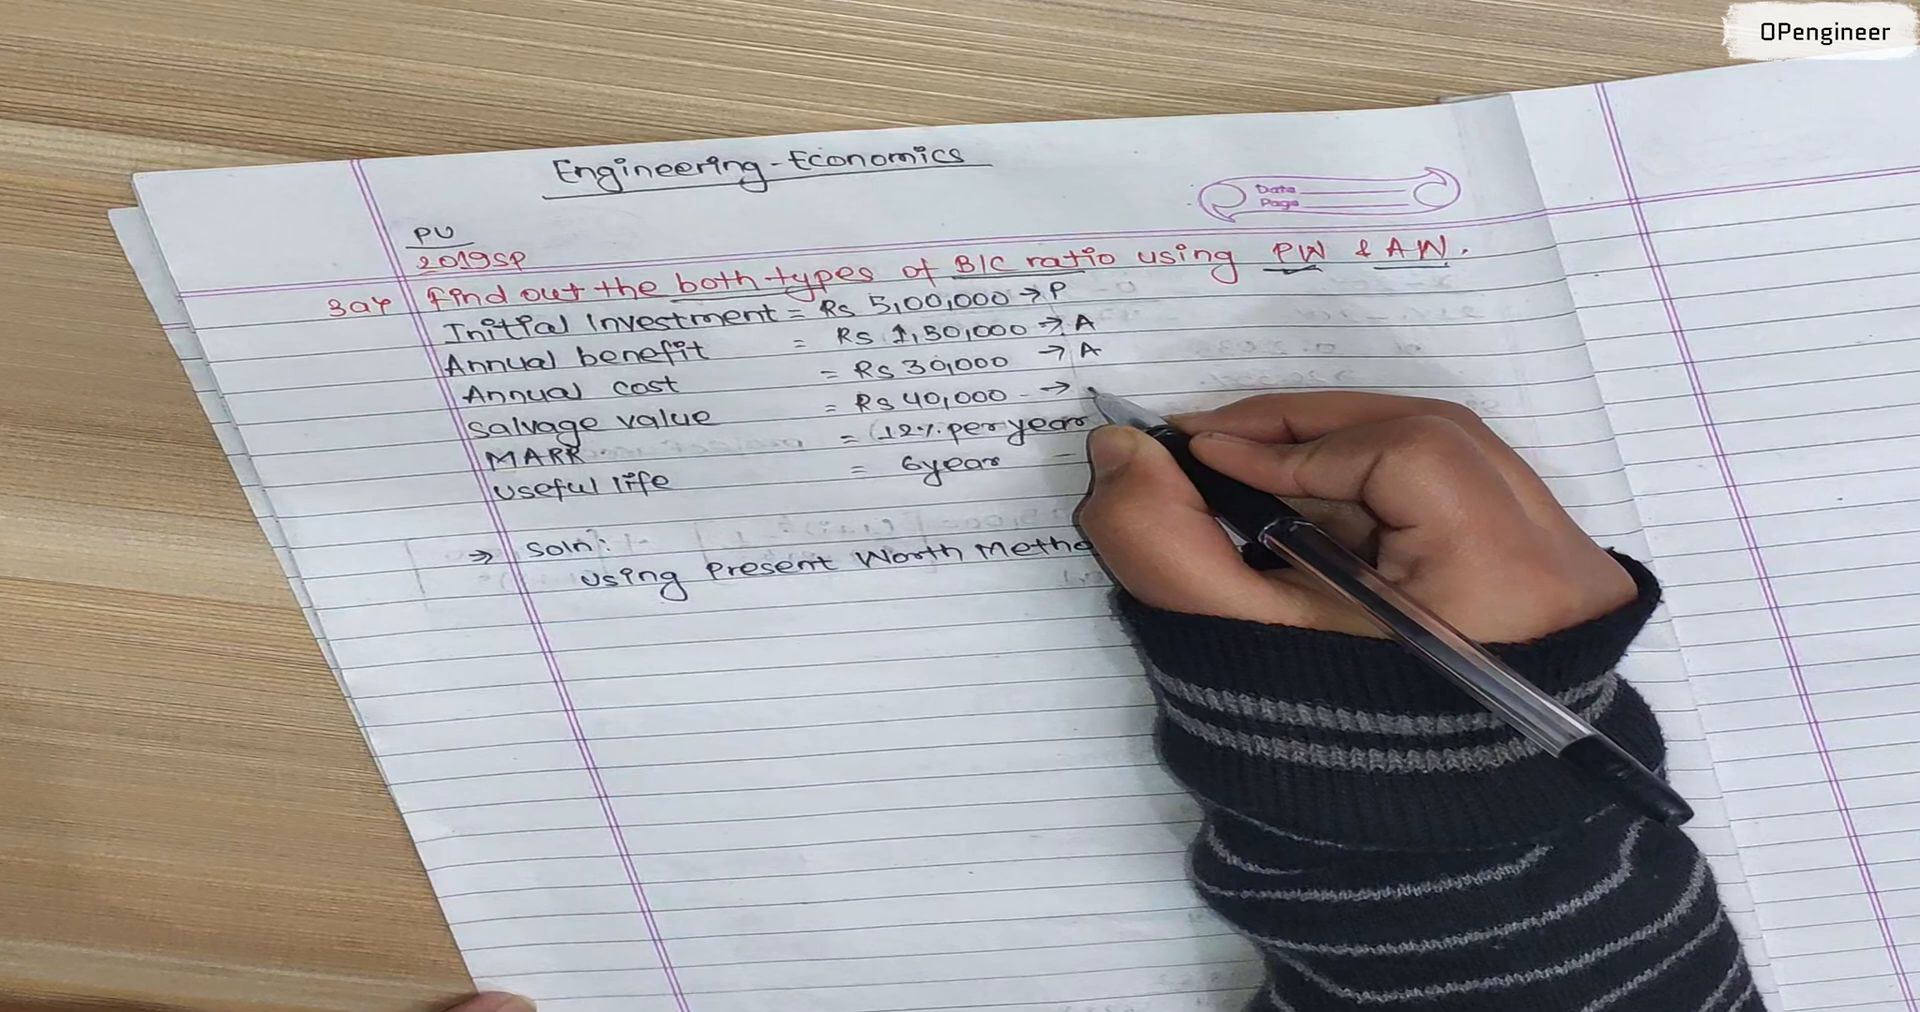 OPengineer
Engineering-Economics
Date
Page
PU
2019SP
3a) Find out the both types of B/C ratio using PW & AW.
Initial Investment = Rs 5,00,000 → P
Annual benefit = Rs 1,50,000 → A
Annual cost = Rs 30,000 → A
Salvage value = Rs 40,000 →
MARR = 12% per year
Useful life = 6year
⇒ Soln:
Using Present Worth Metho